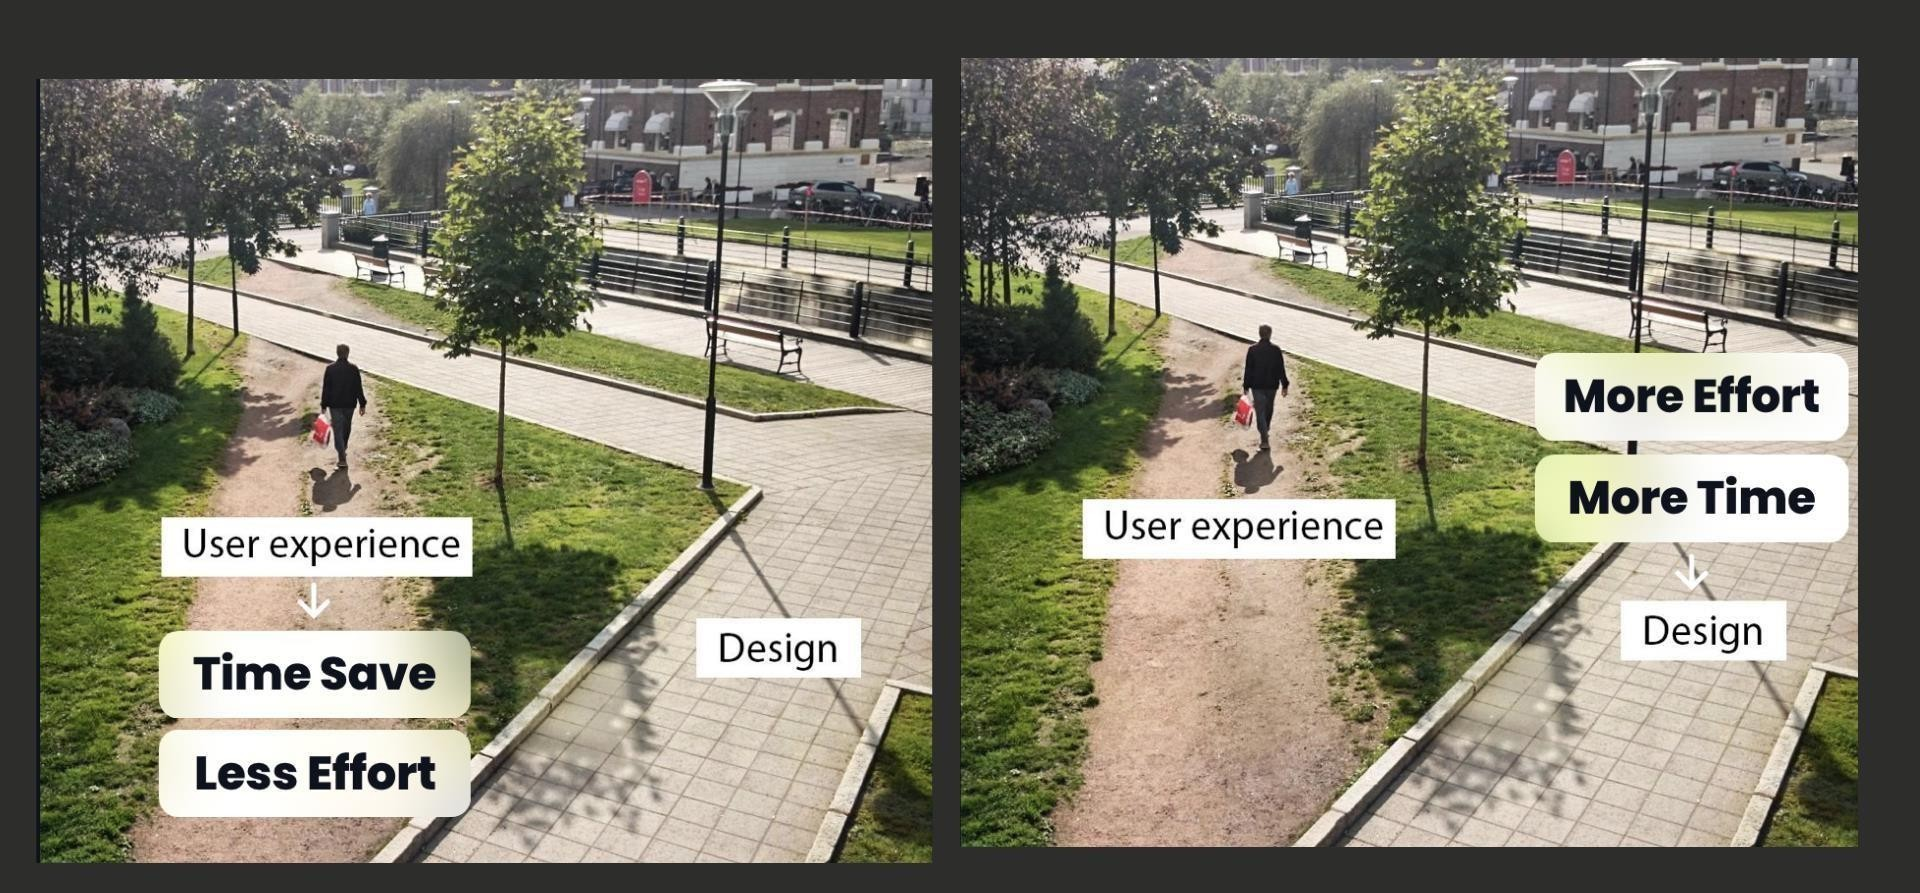 User experience
Time Save
Less Effort
Design
More Effort
More Time
User experience
Design